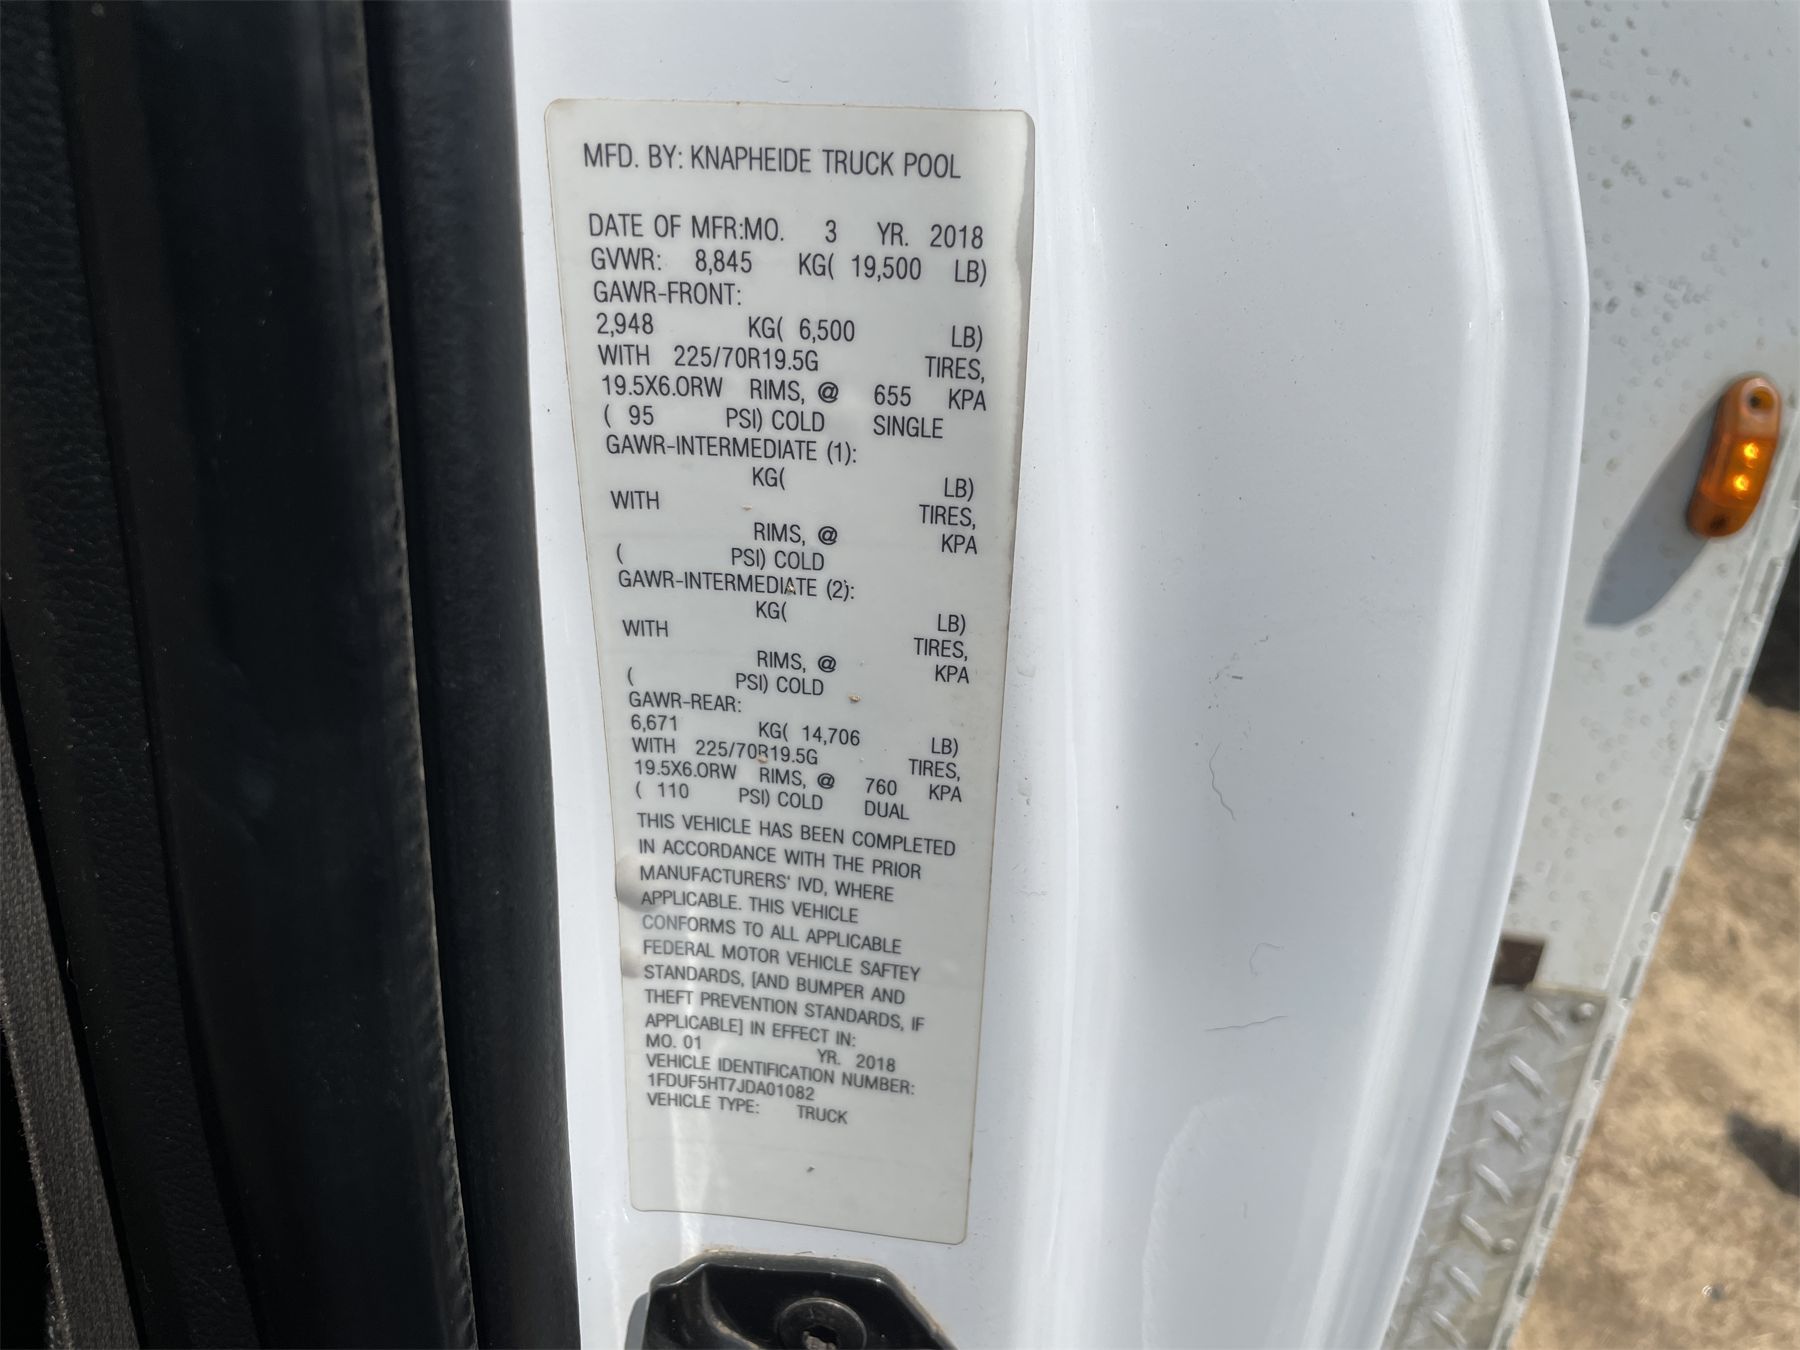 MFD. BY: KNAPHEIDE TRUCK POOL
DATE OF MFR:MO. 3 YR. 2018
GVWR: 8,845 KG( 19,500 LB)
GAWR-FRONT:
2,948 KG( 6,500 LB)
WITH 225/70R19.5G TIRES,
19.5X6.0RW RIMS, @ 655 KPA
( 95 PSI) COLD SINGLE
GAWR-INTERMEDIATE (1):
KG( LB)
WITH TIRES,
RIMS, @ KPA
( PSI) COLD
GAWR-INTERMEDIATE (2):
KG( LB)
WITH TIRES,
RIMS, @ KPA
( PSI) COLD
GAWR-REAR:
6,671 KG( 14,706 LB)
WITH 225/70R19.5G TIRES,
19.5X6.0RW RIMS, @ 760 KPA
( 110 PSI) COLD DUAL
THIS VEHICLE HAS BEEN COMPLETED
IN ACCORDANCE WITH THE PRIOR
MANUFACTURERS' IVD, WHERE
APPLICABLE. THIS VEHICLE
CONFORMS TO ALL APPLICABLE
FEDERAL MOTOR VEHICLE SAFTEY
STANDARDS, [AND BUMPER AND
THEFT PREVENTION STANDARDS, IF
APPLICABLE] IN EFFECT IN:
MO. 01 YR. 2018
VEHICLE IDENTIFICATION NUMBER:
1FDUF5HT7JDA01082
VEHICLE TYPE: TRUCK